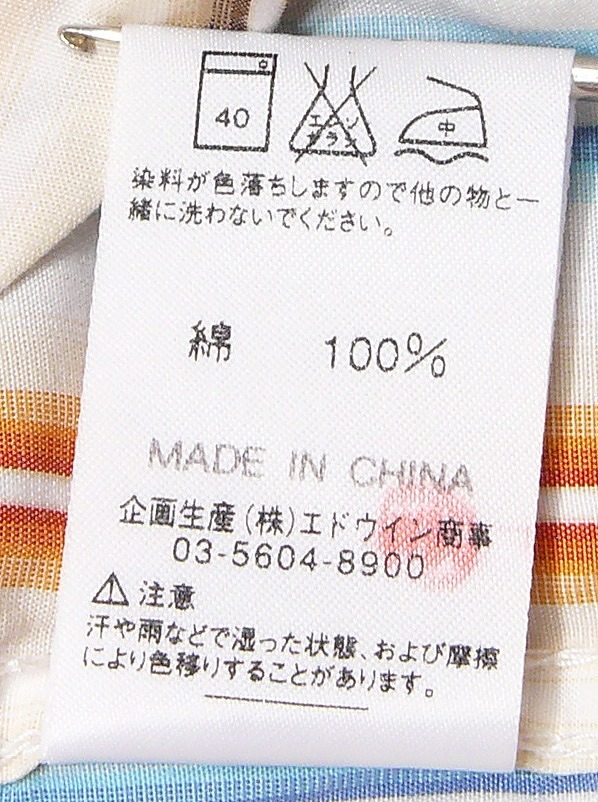 40
エンソ
サラシ
中
染料が色落ちしますので他の物と一
緒に洗わないでください。
綿 100%
MADE IN CHINA
企画生産(株)エドウイン商事
03-5604-8900
注意
汗や雨などで湿った状態、および摩擦
により色移りすることがあります。